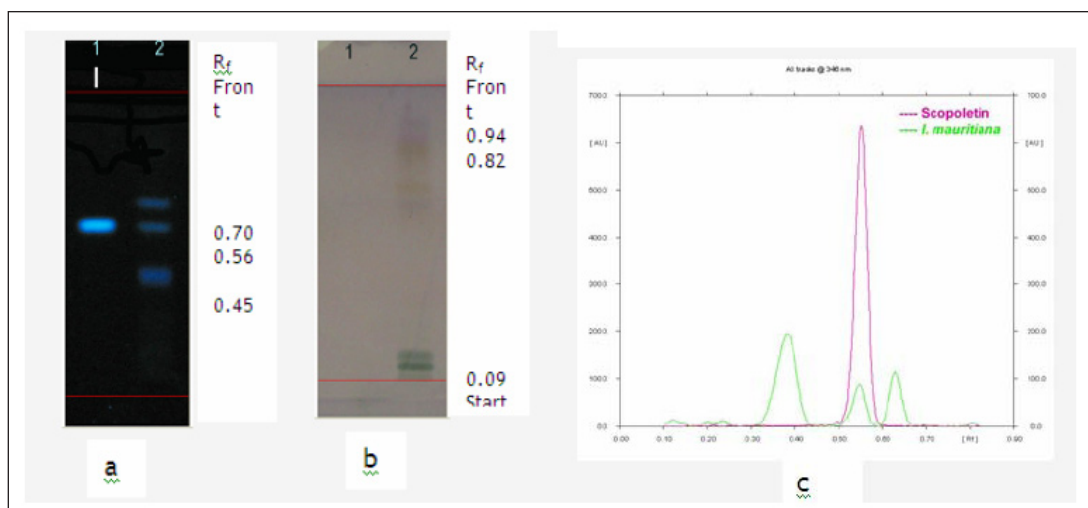 1 2
R_f
Fron
t
0.70
0.56
0.45
a
1 2
R_f
Fron
t
0.94
0.82
0.09
Start
b
All tracks @ 346 nm
Scopoletin
I. mauritiana
700.0
[ AU ]
600.0
500.0
400.0
300.0
200.0
100.0
0.0
700.0
[ AU ]
600.0
500.0
400.0
300.0
200.0
100.0
0.0
0.00 0.10 0.20 0.30 0.40 0.50 0.60 0.70 [ Rf ] 0.90
c